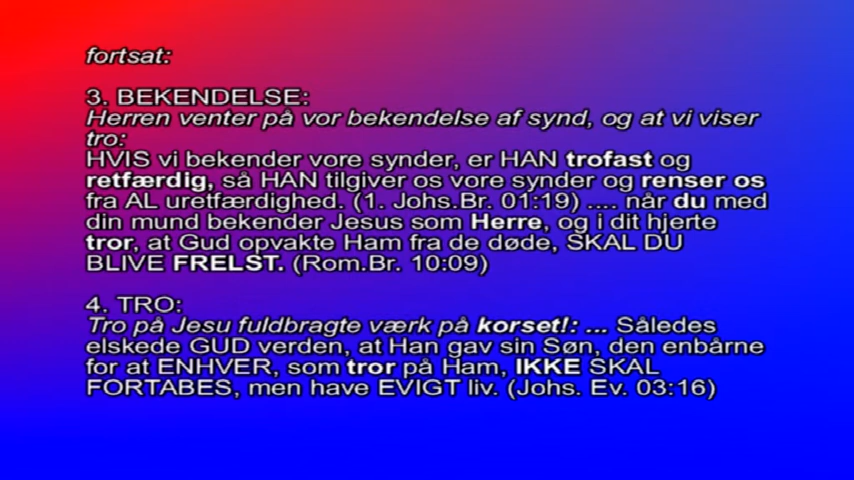 fortsat:
3. BEKENDELSE:
Herren venter på vor bekendelse af synd, og at vi viser
tro:
HVIS vi bekender vore synder, er HAN trofast og
retfærdig, så HAN tilgiver os vore synder og renser os
fra AL uretfærdighed. (1. Johs.Br. 01:19) .... når du med
din mund bekender Jesus som Herre, og i dit hjerte
tror, at Gud opvakte Ham fra de døde, SKAL DU
BLIVE FRELST. (Rom.Br. 10:09)
4. TRO:
Tro på Jesu fuldbragte værk på korset!: ... Således
elskede GUD verden, at Han gav sin Søn, den enbårne
for at ENHVER, som tror på Ham, IKKE SKAL
FORTABES, men have EVIGT liv. (Johs. Ev. 03:16)